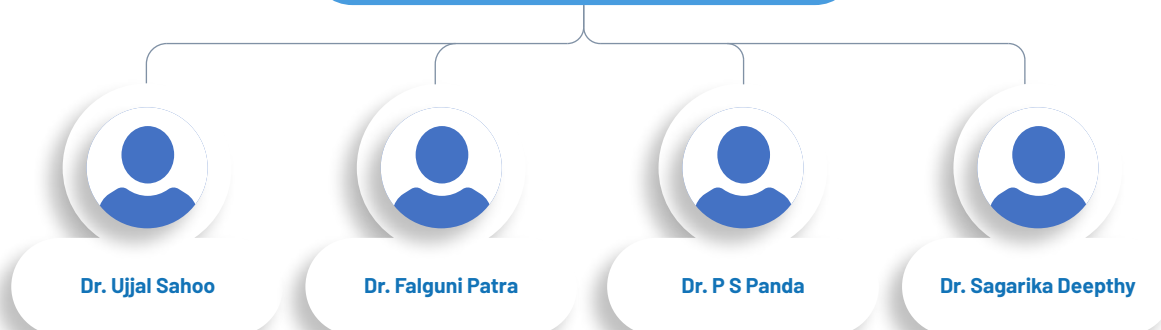 Dr. Ujjal Sahoo
Dr. Falguni Patra
Dr. P S Panda
Dr. Sagarika Deepthy